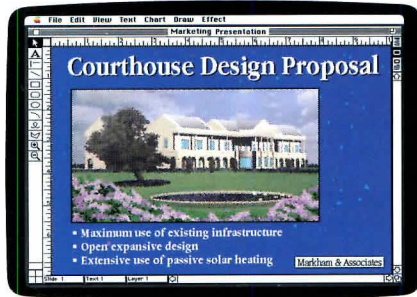 File Edit View Text Chart Draw Effect
Marketing Presentation
Courthouse Design Proposal
▪ Maximum use of existing infrastructure
▪ Open expansive design
▪ Extensive use of passive solar heating
Markham & Associates
Slide 1 Text 1 Layer 1